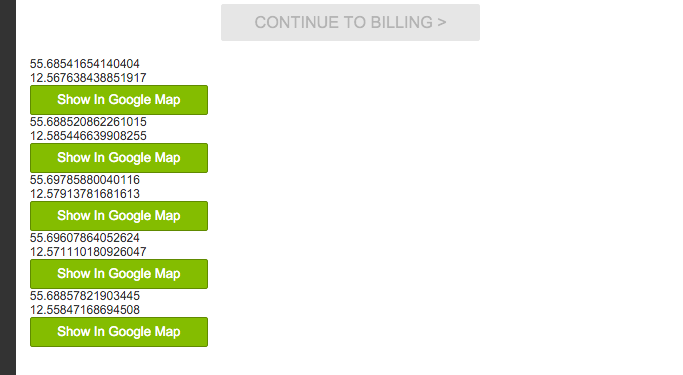 CONTINUE TO BILLING >
55.68541654140404
12.567638438851917
Show In Google Map
55.688520862261015
12.585446639908255
Show In Google Map
55.69785880040116
12.57913781681613
Show In Google Map
55.69607864052624
12.571110180926047
Show In Google Map
55.68857821903445
12.55847168694508
Show In Google Map